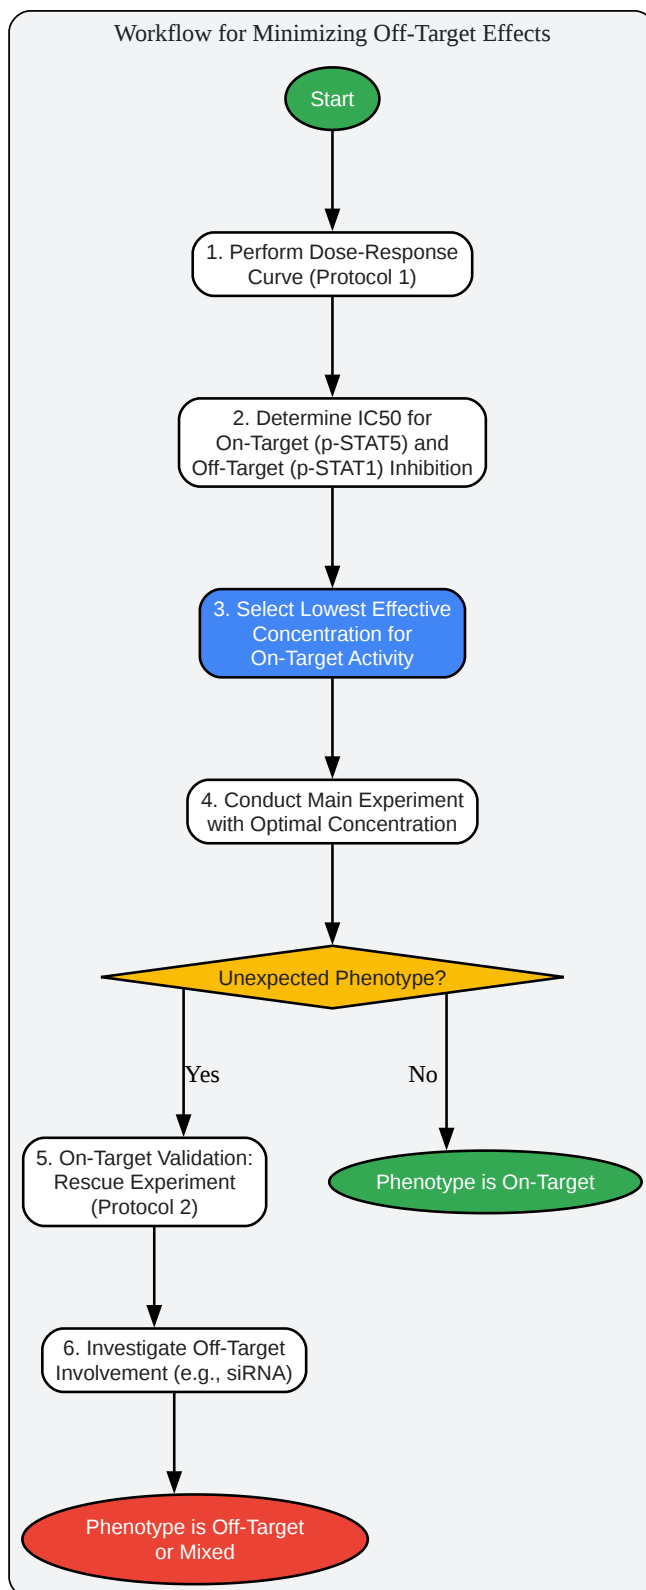 Workflow for Minimizing Off-Target Effects
Start
1. Perform Dose-Response
Curve (Protocol 1)
2. Determine IC50 for
On-Target (p-STAT5) and
Off-Target (p-STAT1) Inhibition
3. Select Lowest Effective
Concentration for
On-Target Activity
4. Conduct Main Experiment
with Optimal Concentration
Unexpected Phenotype?
Yes
No
5. On-Target Validation:
Rescue Experiment
(Protocol 2)
Phenotype is On-Target
6. Investigate Off-Target
Involvement (e.g., siRNA)
Phenotype is Off-Target
or Mixed